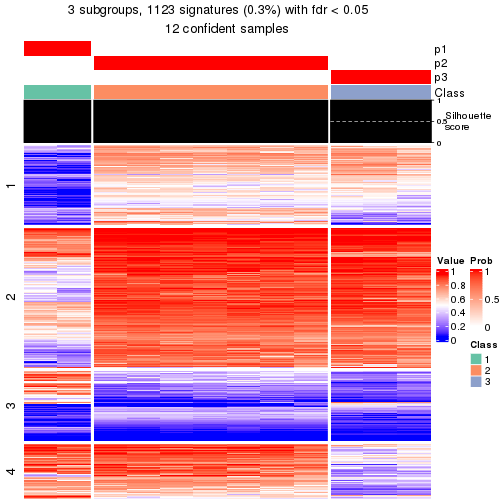 3 subgroups, 1123 signatures (0.3%) with fdr < 0.05
12 confident samples
p1
p2
p3
Class
1
0.5
0
Silhouette
score
1
2
3
4
Value
1
0.8
0.6
0.4
0.2
0
Prob
1
0.5
0
Class
1
2
3